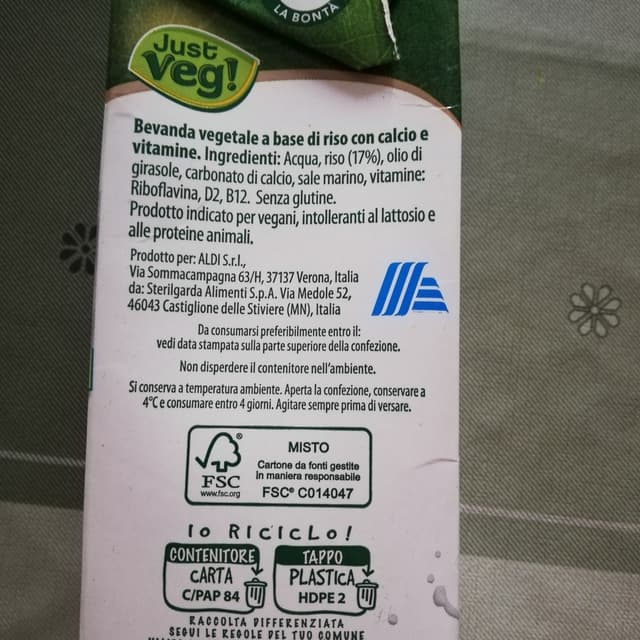 LA BONTÀ
Just
Veg!
Bevanda vegetale a base di riso con calcio e
vitamine. Ingredienti: Acqua, riso (17%), olio di
girasole, carbonato di calcio, sale marino, vitamine:
Riboflavina, D2, B12. Senza glutine.
Prodotto indicato per vegani, intolleranti al lattosio e
alle proteine animali.
Prodotto per: ALDI S.r.l.,
Via Sommacampagna 63/H, 37137 Verona, Italia
da: Sterilgarda Alimenti S.p.A. Via Medole 52,
46043 Castiglione delle Stiviere (MN), Italia
Da consumarsi preferibilmente entro il:
vedi data stampata sulla parte superiore della confezione.
Non disperdere il contenitore nell'ambiente.
Si conserva a temperatura ambiente. Aperta la confezione, conservare a
4°C e consumare entro 4 giorni. Agitare sempre prima di versare.
FSC
www.fsc.org
MISTO
Cartone da fonti gestite
in maniera responsabile
FSC® C014047
IO RICICLO!
CONTENITORE
CARTA
C/PAP 84
TAPPO
PLASTICA
HDPE 2
RACCOLTA DIFFERENZIATA
SEGUI LE REGOLE DEL TUO COMUNE